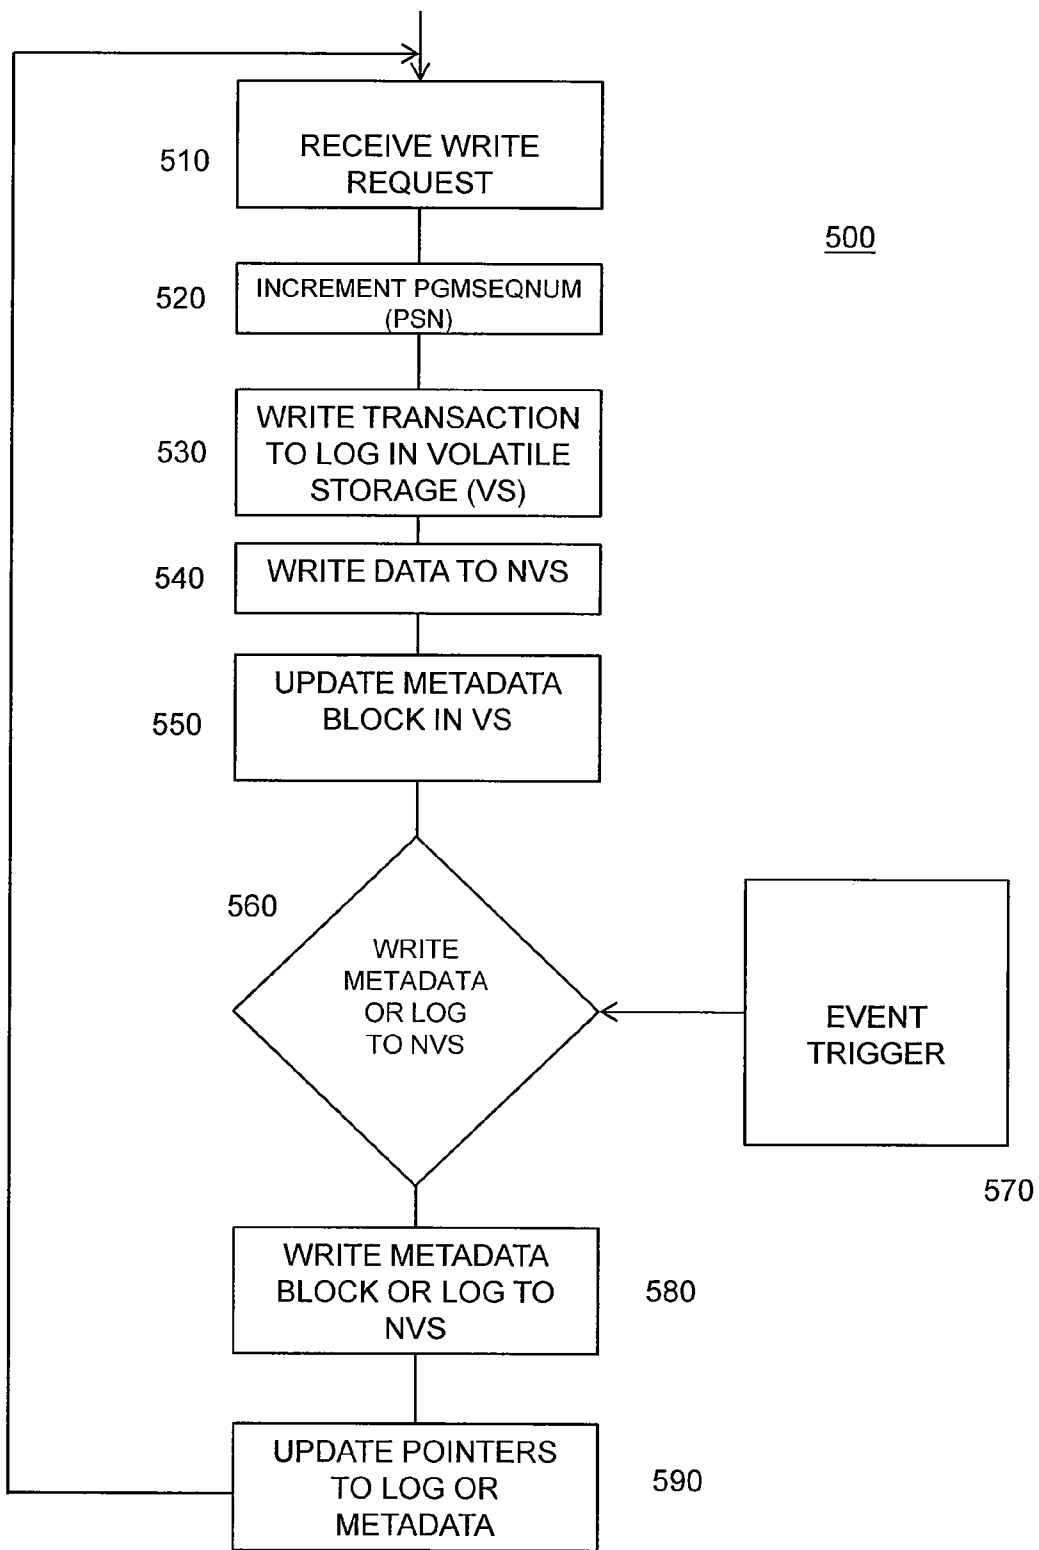 510
RECEIVE WRITE
REQUEST
500
520
INCREMENT PGMSEQNUM
(PSN)
530
WRITE TRANSACTION
TO LOG IN VOLATILE
STORAGE (VS)
540
WRITE DATA TO NVS
550
UPDATE METADATA
BLOCK IN VS
560
WRITE
METADATA
OR LOG
TO NVS
EVENT
TRIGGER
570
WRITE METADATA
BLOCK OR LOG TO
NVS
580
UPDATE POINTERS
TO LOG OR
METADATA
590